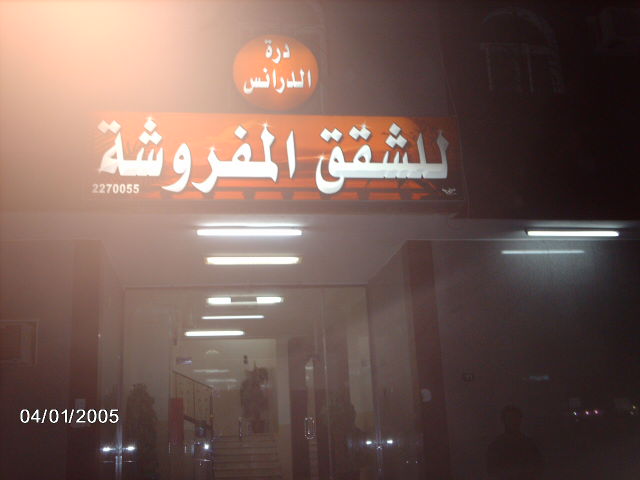 درة
الدرانس
للشقق المفروشة
2270055
04/01/2005